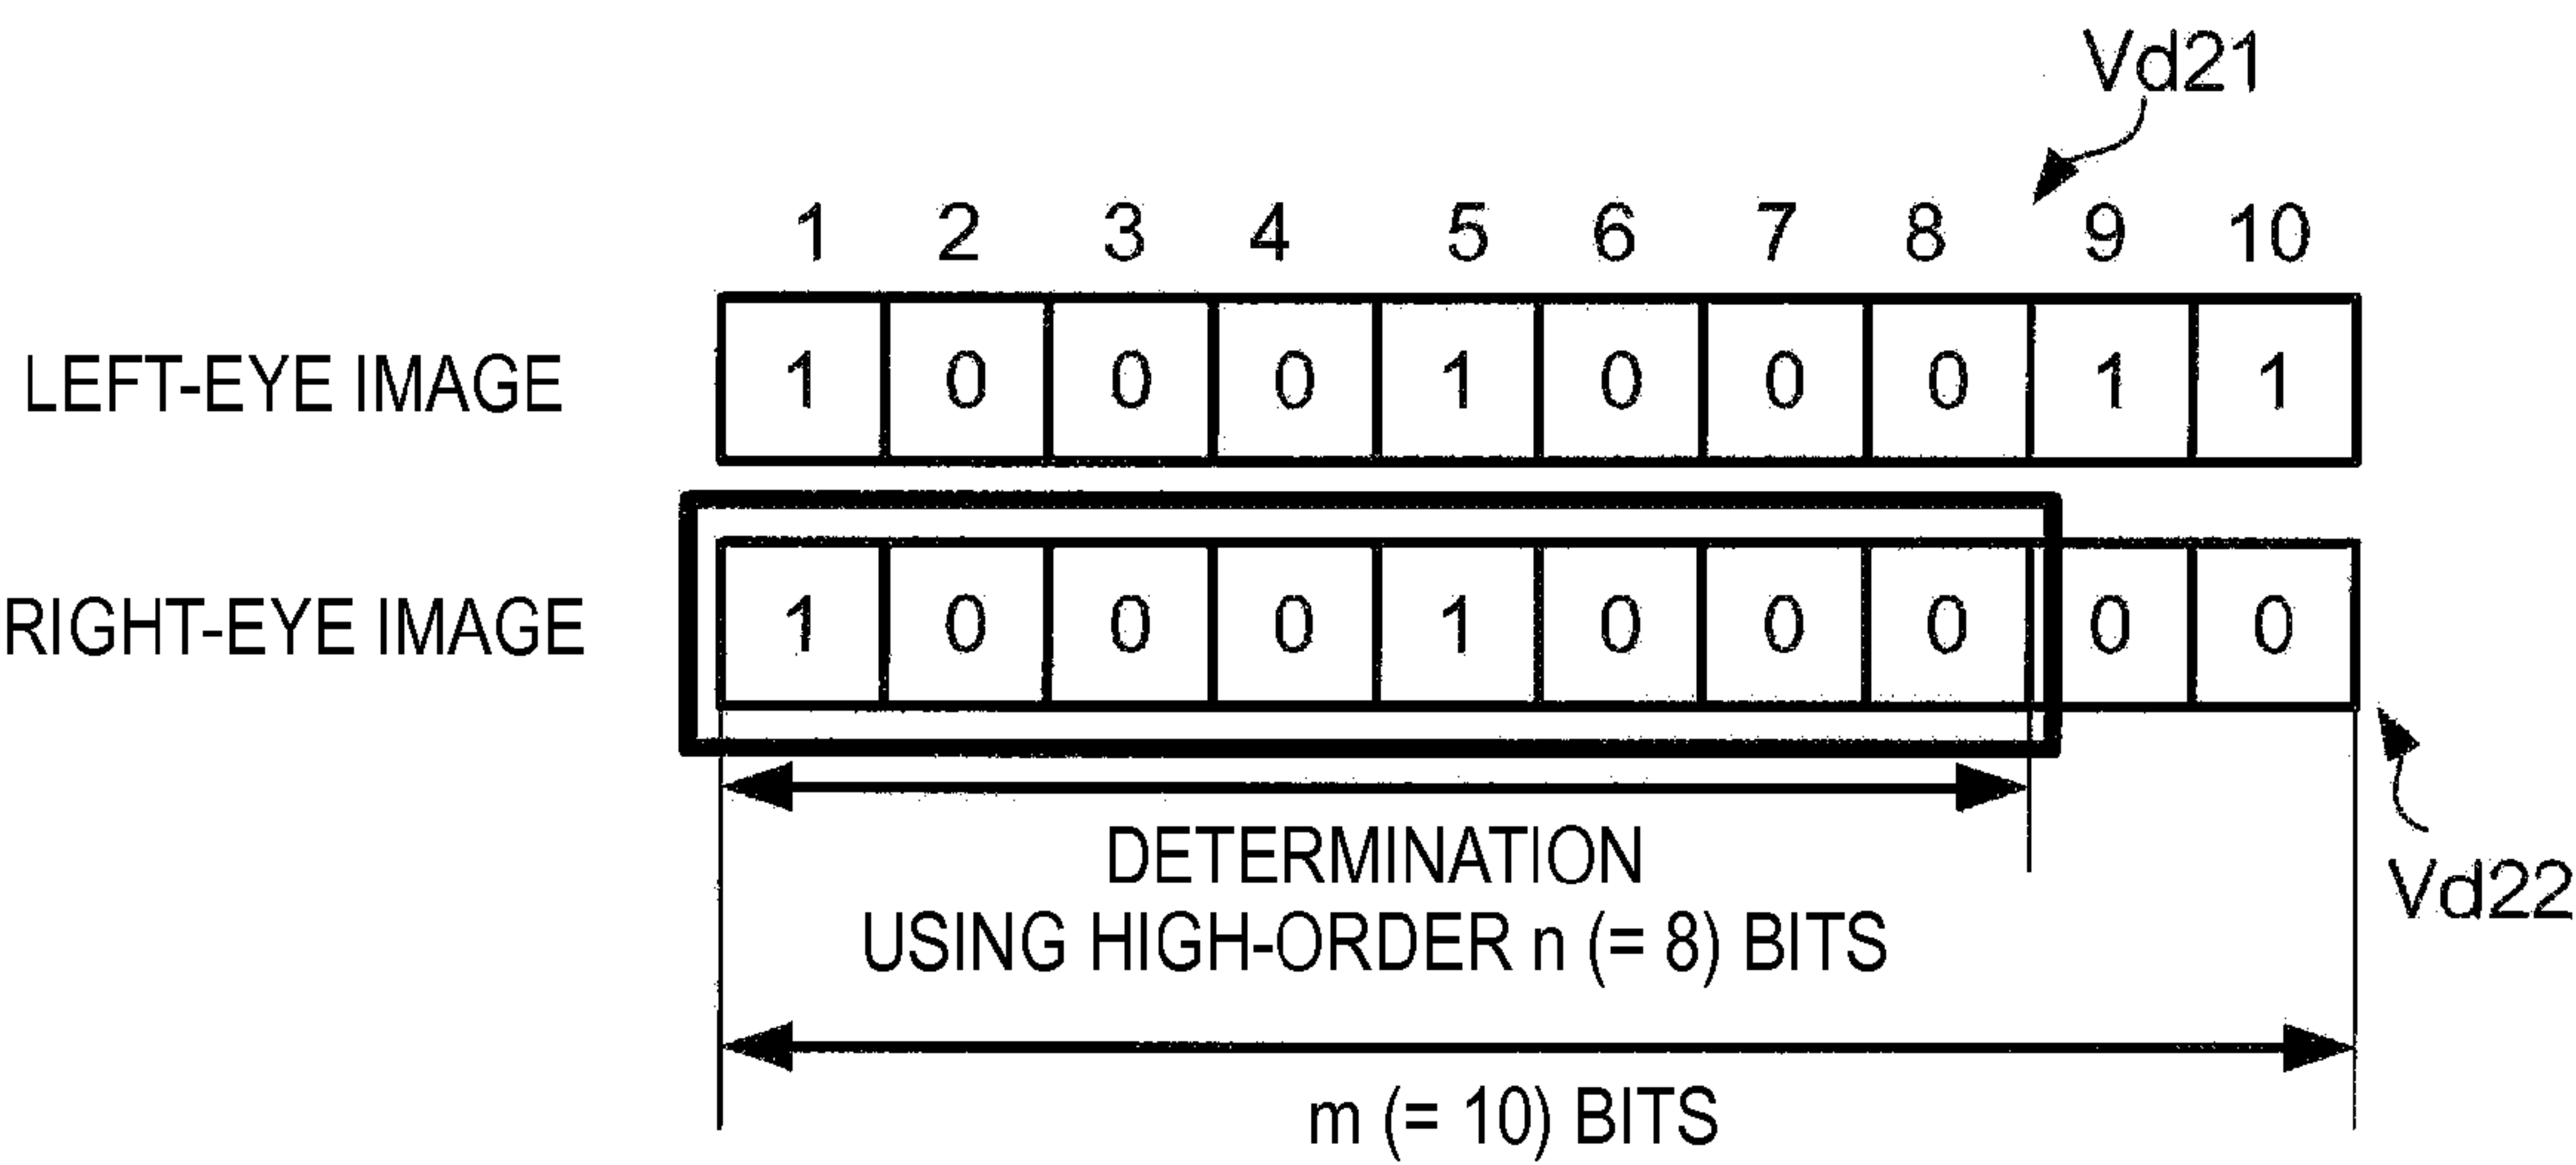 Vd21
1 2 3 4 5 6 7 8 9 10
LEFT-EYE IMAGE 1 0 0 0 1 0 0 0 1 1
RIGHT-EYE IMAGE 1 0 0 0 1 0 0 0 0 0
DETERMINATION
USING HIGH-ORDER n (= 8) BITS
Vd22
m (= 10) BITS